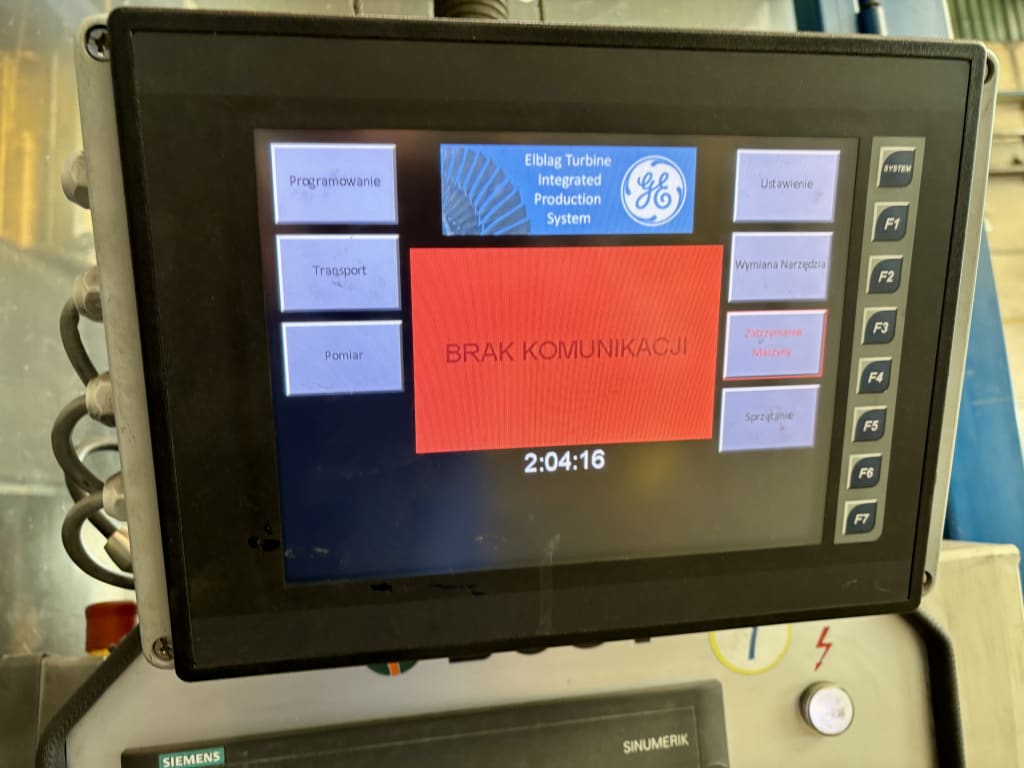 Programowanie
Transport
Pomiar
Elblag Turbine
Integrated
Production
System
GE
BRAK KOMUNIKACJI
2:04:16
Ustawienie
Wymiana Narzędzia
Zatrzymanie
Maszyny
Sprzątanie
SYSTEM
F1
F2
F3
F4
F5
F6
F7
SIEMENS
SINUMERIK